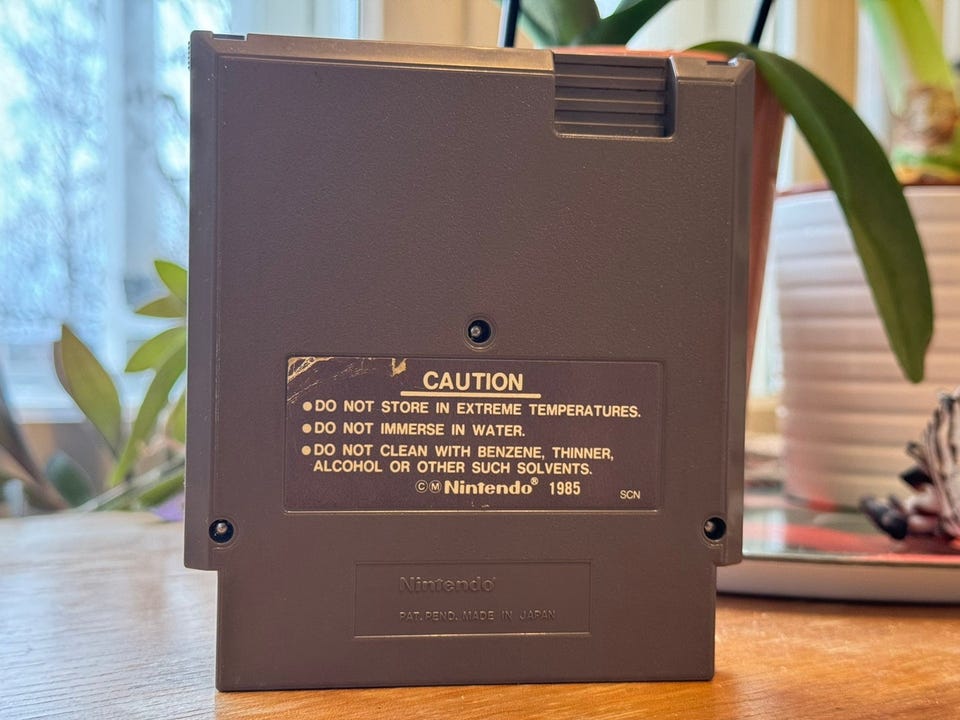 CAUTION
●DO NOT STORE IN EXTREME TEMPERATURES.
●DO NOT IMMERSE IN WATER.
●DO NOT CLEAN WITH BENZENE, THINNER,
ALCOHOL OR OTHER SUCH SOLVENTS.
ⒸⓂNintendo® 1985 SCN
Nintendo®
PAT. PEND. MADE IN JAPAN